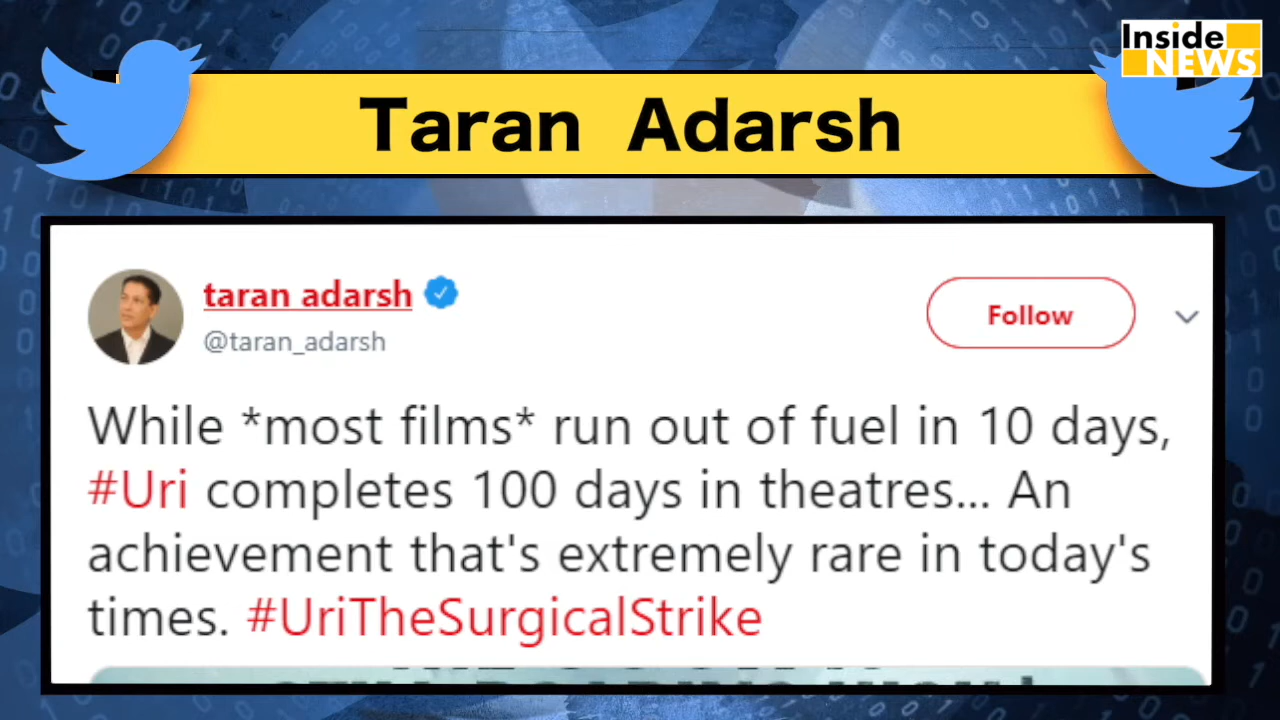 Inside
NEWS
Taran Adarsh
taran adarsh
@taran_adarsh
Follow
While *most films* run out of fuel in 10 days,
#Uri completes 100 days in theatres... An
achievement that's extremely rare in today's
times. #UriTheSurgicalStrike